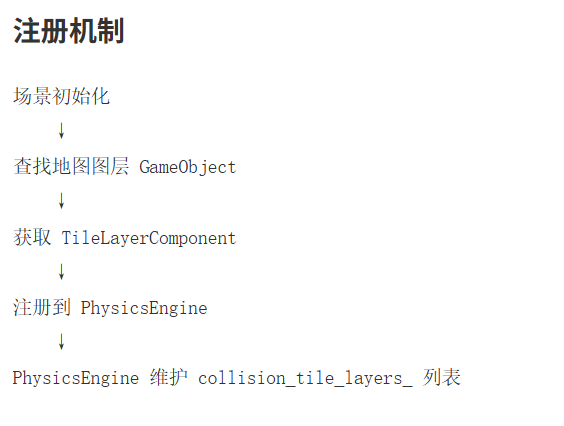 注册机制
场景初始化
↓
查找地图图层 GameObject
↓
获取 TileLayerComponent
↓
注册到 PhysicsEngine
↓
PhysicsEngine 维护 collision_tile_layers_ 列表